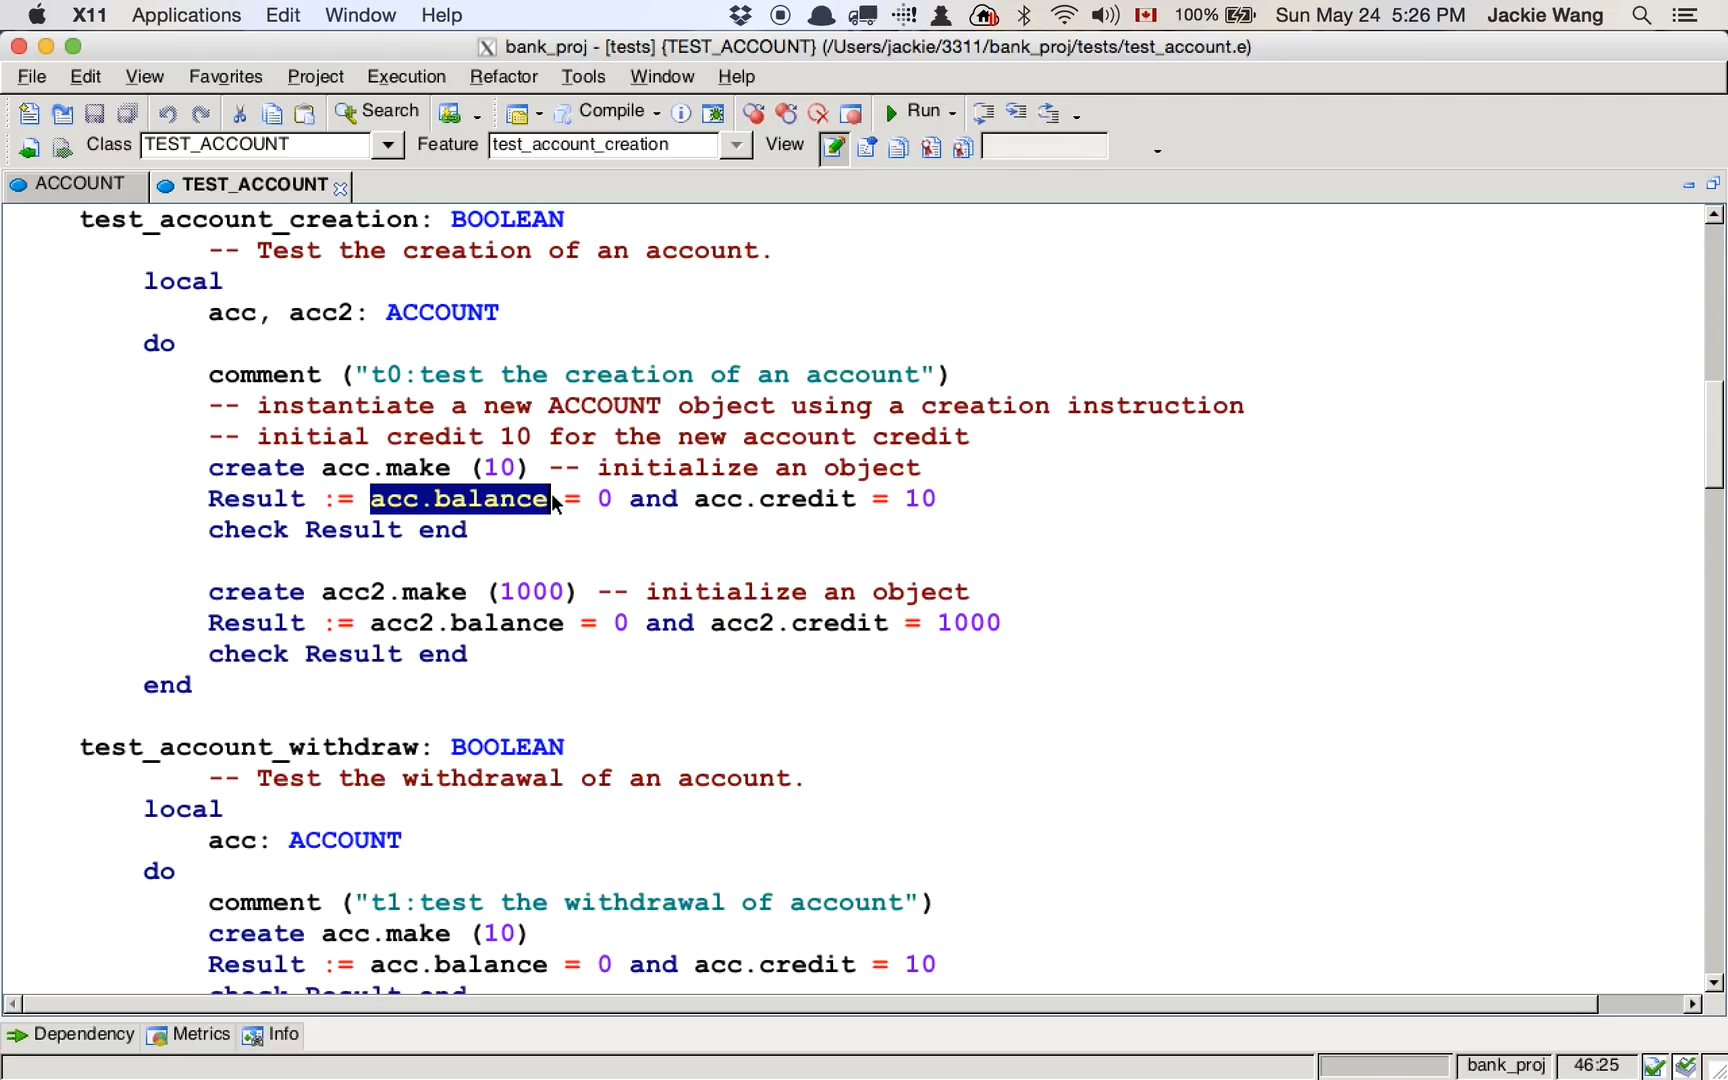 X11 Applications Edit Window Help 100% Sun May 24 5:26 PM Jackie Wang
bank_proj - [tests] {TEST_ACCOUNT} (/Users/jackie/3311/bank_proj/tests/test_account.e)
File Edit View Favorites Project Execution Refactor Tools Window Help
Search Compile Run
Class TEST_ACCOUNT Feature test_account_creation View
ACCOUNT TEST_ACCOUNT
test_account_creation: BOOLEAN
-- Test the creation of an account.
local
acc, acc2: ACCOUNT
do
comment ("t0:test the creation of an account")
-- instantiate a new ACCOUNT object using a creation instruction
-- initial credit 10 for the new account credit
create acc.make (10) -- initialize an object
Result := acc.balance = 0 and acc.credit = 10
check Result end
create acc2.make (1000) -- initialize an object
Result := acc2.balance = 0 and acc2.credit = 1000
check Result end
end
test_account_withdraw: BOOLEAN
-- Test the withdrawal of an account.
local
acc: ACCOUNT
do
comment ("t1:test the withdrawal of account")
create acc.make (10)
Result := acc.balance = 0 and acc.credit = 10
check Result end
Dependency Metrics Info
bank_proj 46:25